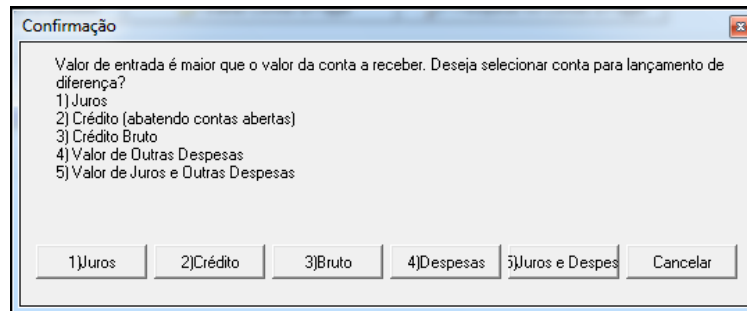 Confirmação
Valor de entrada é maior que o valor da conta a receber. Deseja selecionar conta para lançamento de
diferença?
1) Juros
2) Crédito (abatendo contas abertas)
3) Crédito Bruto
4) Valor de Outras Despesas
5) Valor de Juros e Outras Despesas
1)Juros 2)Crédito 3)Bruto 4)Despesas 5)Juros e Despes Cancelar